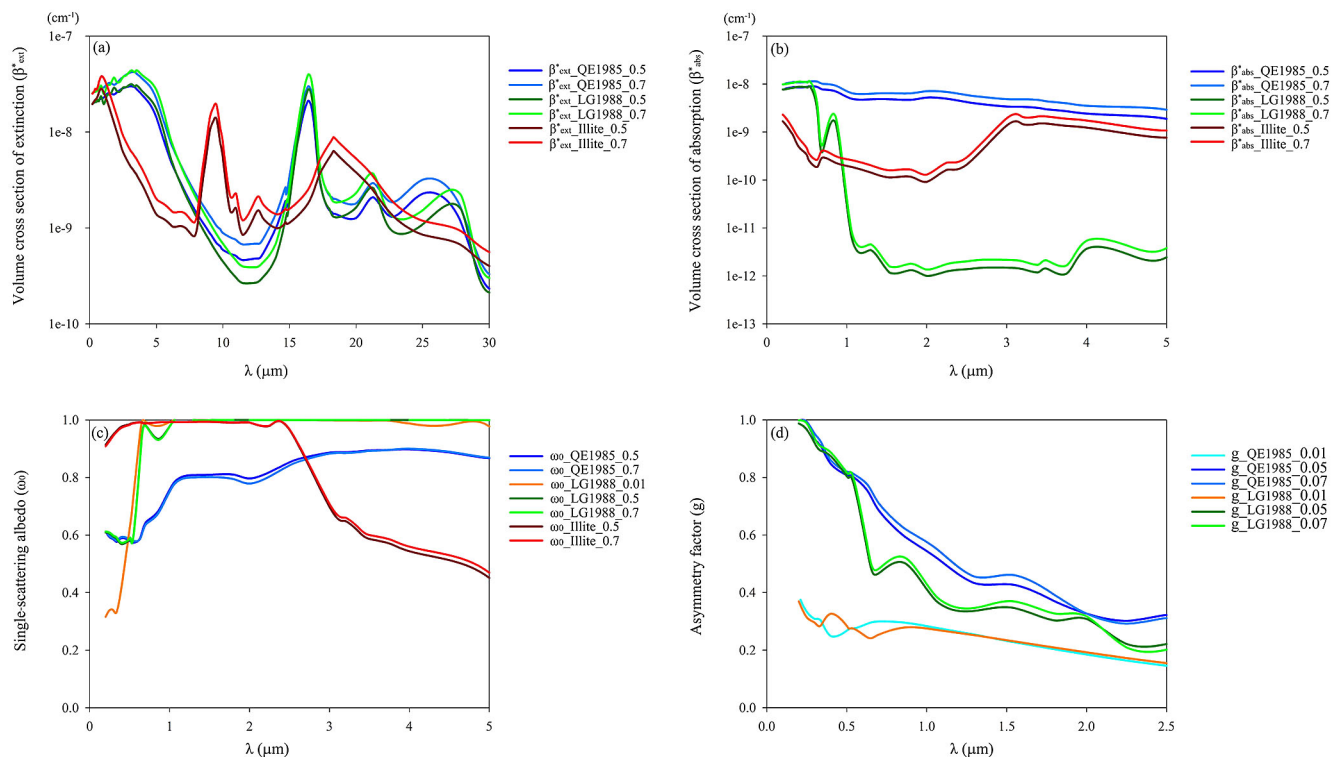 (cm⁻¹)
1e-7
1e-8
1e-9
1e-10
Volume cross section of extinction (β*ext)
(a)
0 5 10 15 20 25 30
λ (μm)
β*ext_QE1985_0.5
β*ext_QE1985_0.7
β*ext_LG1988_0.5
β*ext_LG1988_0.7
β*ext_Illite_0.5
β*ext_Illite_0.7
(cm⁻¹)
1e-7
1e-8
1e-9
1e-10
1e-11
1e-12
1e-13
Volume cross section of absorption (β*abs)
(b)
0 1 2 3 4 5
λ (μm)
β*abs_QE1985_0.5
β*abs_QE1985_0.7
β*abs_LG1988_0.5
β*abs_LG1988_0.7
β*abs_Illite_0.5
β*abs_Illite_0.7
1.0
0.8
0.6
0.4
0.2
0.0
Single-scattering albedo (ω₀)
(c)
0 1 2 3 4 5
λ (μm)
ω₀_QE1985_0.5
ω₀_QE1985_0.7
ω₀_LG1988_0.01
ω₀_LG1988_0.5
ω₀_LG1988_0.7
ω₀_Illite_0.5
ω₀_Illite_0.7
1.0
0.8
0.6
0.4
0.2
0.0
Asymmetry factor (g)
(d)
0.0 0.5 1.0 1.5 2.0 2.5
λ (μm)
g_QE1985_0.01
g_QE1985_0.05
g_QE1985_0.07
g_LG1988_0.01
g_LG1988_0.05
g_LG1988_0.07